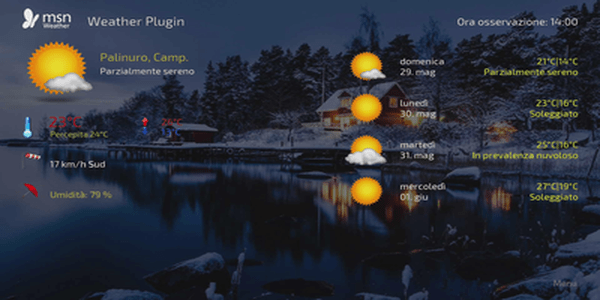 msn
Weather
Weather Plugin
Ora osservazione: 14:00
Palinuro, Camp.
Parzialmente sereno
23°C
Percepita 24°C
17 km/h Sud
Umidità: 79 %
domenica
29. mag
21°C|14°C
Parzialmente sereno
lunedì
30. mag
23°C|16°C
Soleggiato
martedì
31. mag
25°C|16°C
In prevalenza nuvoloso
mercoledì
01. giu
27°C|19°C
Soleggiato